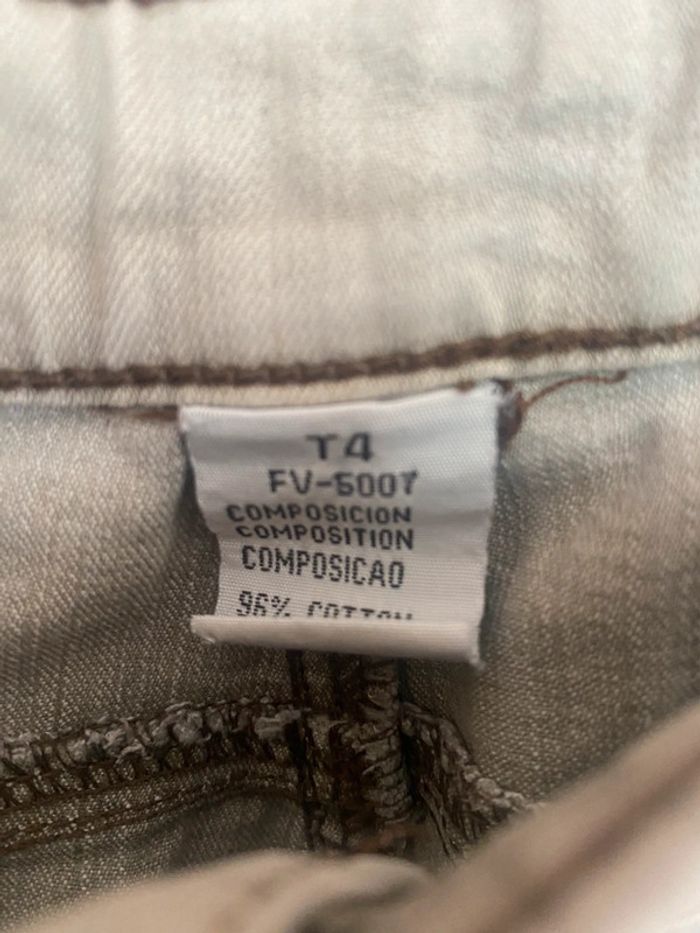 T4
FV-5007
COMPOSICION
COMPOSITION
COMPOSICAO
96% COTTON